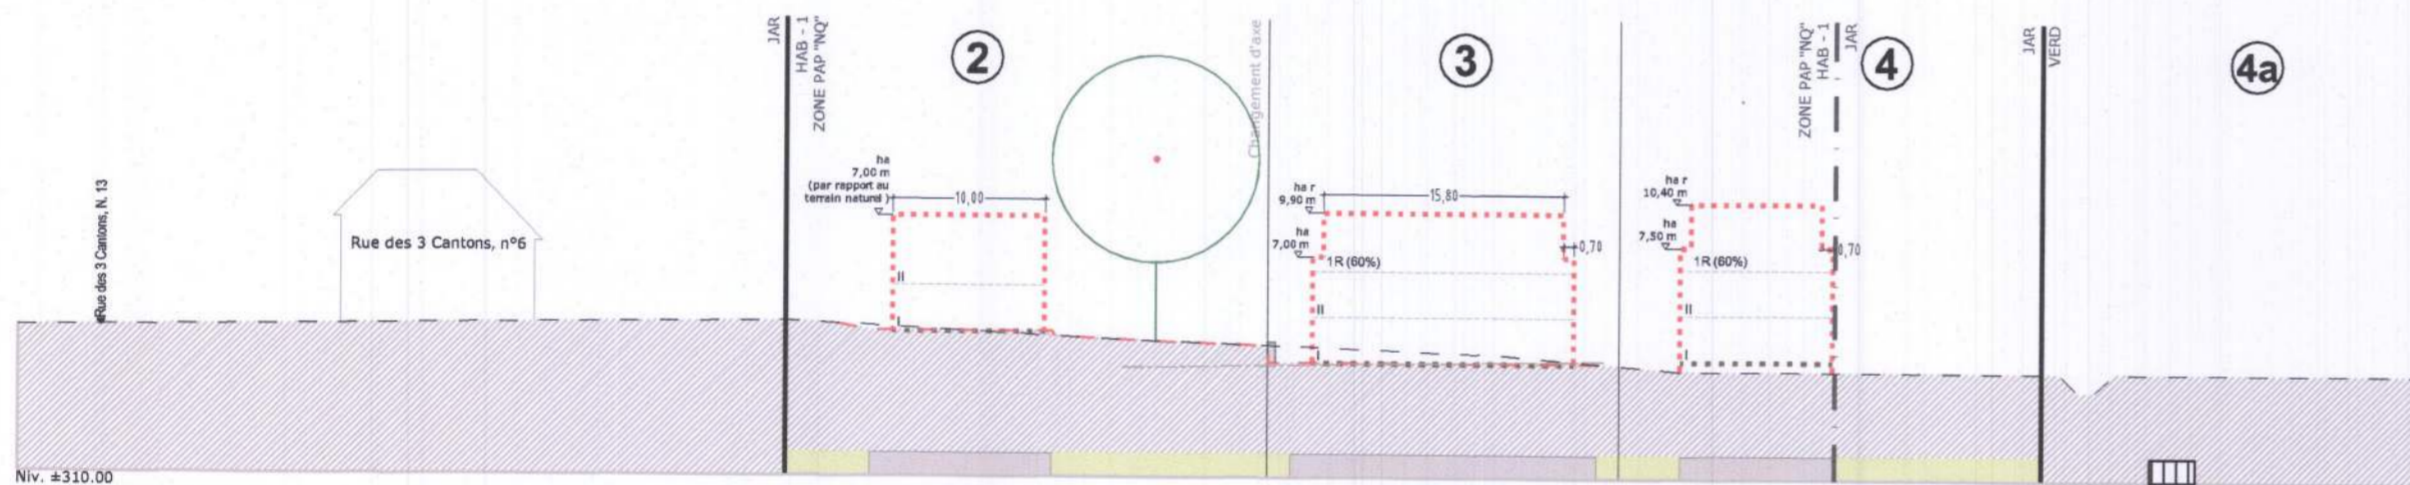 Rue des 3 Cantons, N. 13
Rue des 3 Cantons, n°6
Niv. ±310.00
JAR
HAB - 1
ZONE PAP "NQ"
2
ha
7,00 m
(par rapport au
terrain naturel)
10,00
II
I
Changement d'axe
3
ha r
9,90 m
15,80
ha
7,00 m
0,70
1R (60%)
II
I
ha r
10,40 m
ha
7,50 m
0,70
1R (60%)
II
I
ZONE PAP "NQ"
HAB - 1
JAR
4
JAR
VERD
4a